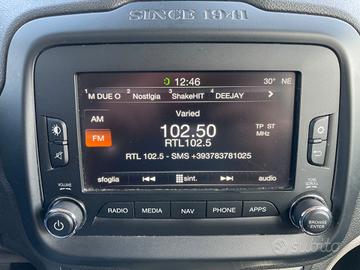 SINCE 1941
12:46
30° NE
1 M DUE O 2 Nostlgia 3 ShakeHIT 4 DEEJAY
AM
FM
Varied
102.50
TP ST
MHz
RTL102.5
RTL 102.5 - SMS +393783781025
sfoglia
sint.
audio
VOLUME
TUNE
SCROLL
RADIO MEDIA NAV PHONE APPS
BROWSE
ENTER
subito